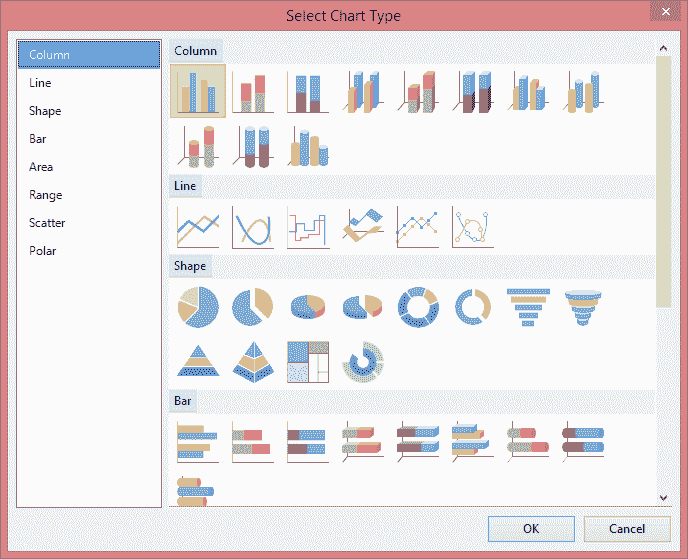 Select Chart Type
Column
Line
Shape
Bar
Area
Range
Scatter
Polar
Column
Line
Shape
Bar
OK
Cancel